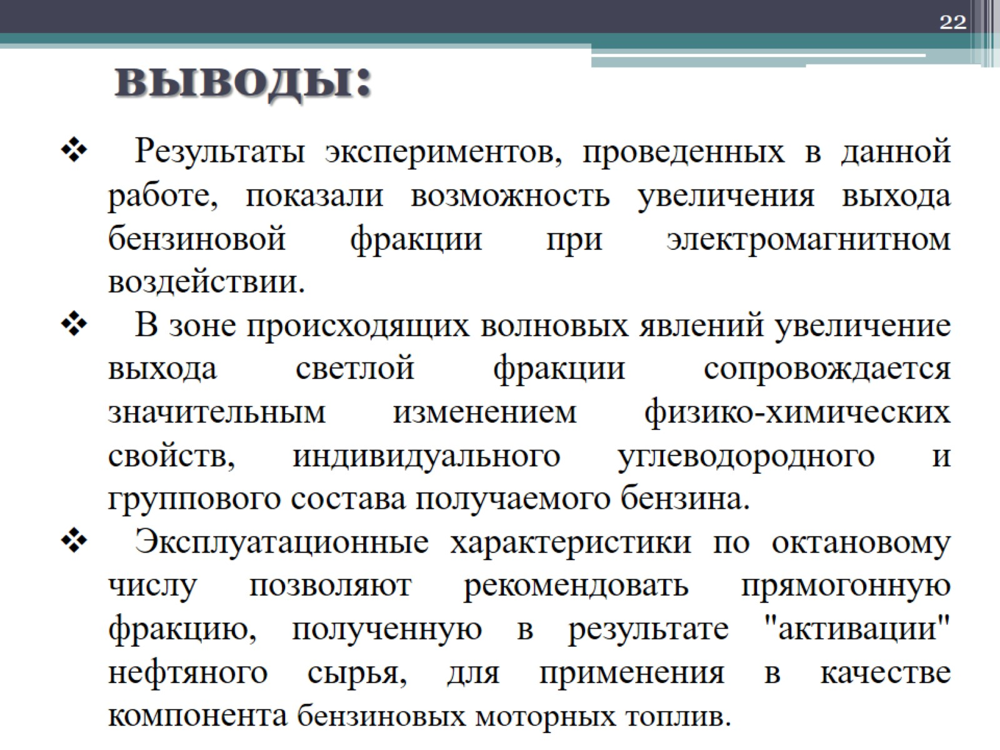 22
выводы:
❖ Результаты экспериментов, проведенных в данной
работе, показали возможность увеличения выхода
бензиновой фракции при электромагнитном
воздействии.
❖ В зоне происходящих волновых явлений увеличение
выхода светлой фракции сопровождается
значительным изменением физико-химических
свойств, индивидуального углеводородного и
группового состава получаемого бензина.
❖ Эксплуатационные характеристики по октановому
числу позволяют рекомендовать прямогонную
фракцию, полученную в результате "активации"
нефтяного сырья, для применения в качестве
компонента бензиновых моторных топлив.